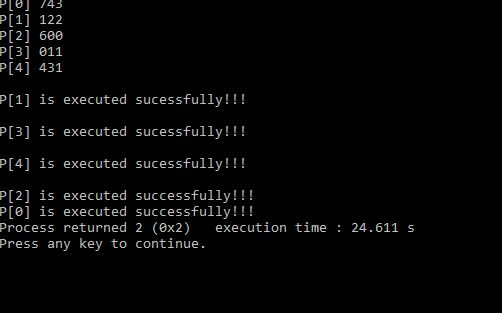 P[0] 743
P[1] 122
P[2] 600
P[3] 011
P[4] 431
P[1] is executed sucessfully!!!
P[3] is executed sucessfully!!!
P[4] is executed sucessfully!!!
P[2] is executed successfully!!!
P[0] is executed successfully!!!
Process returned 2 (0x2)   execution time : 24.611 s
Press any key to continue.